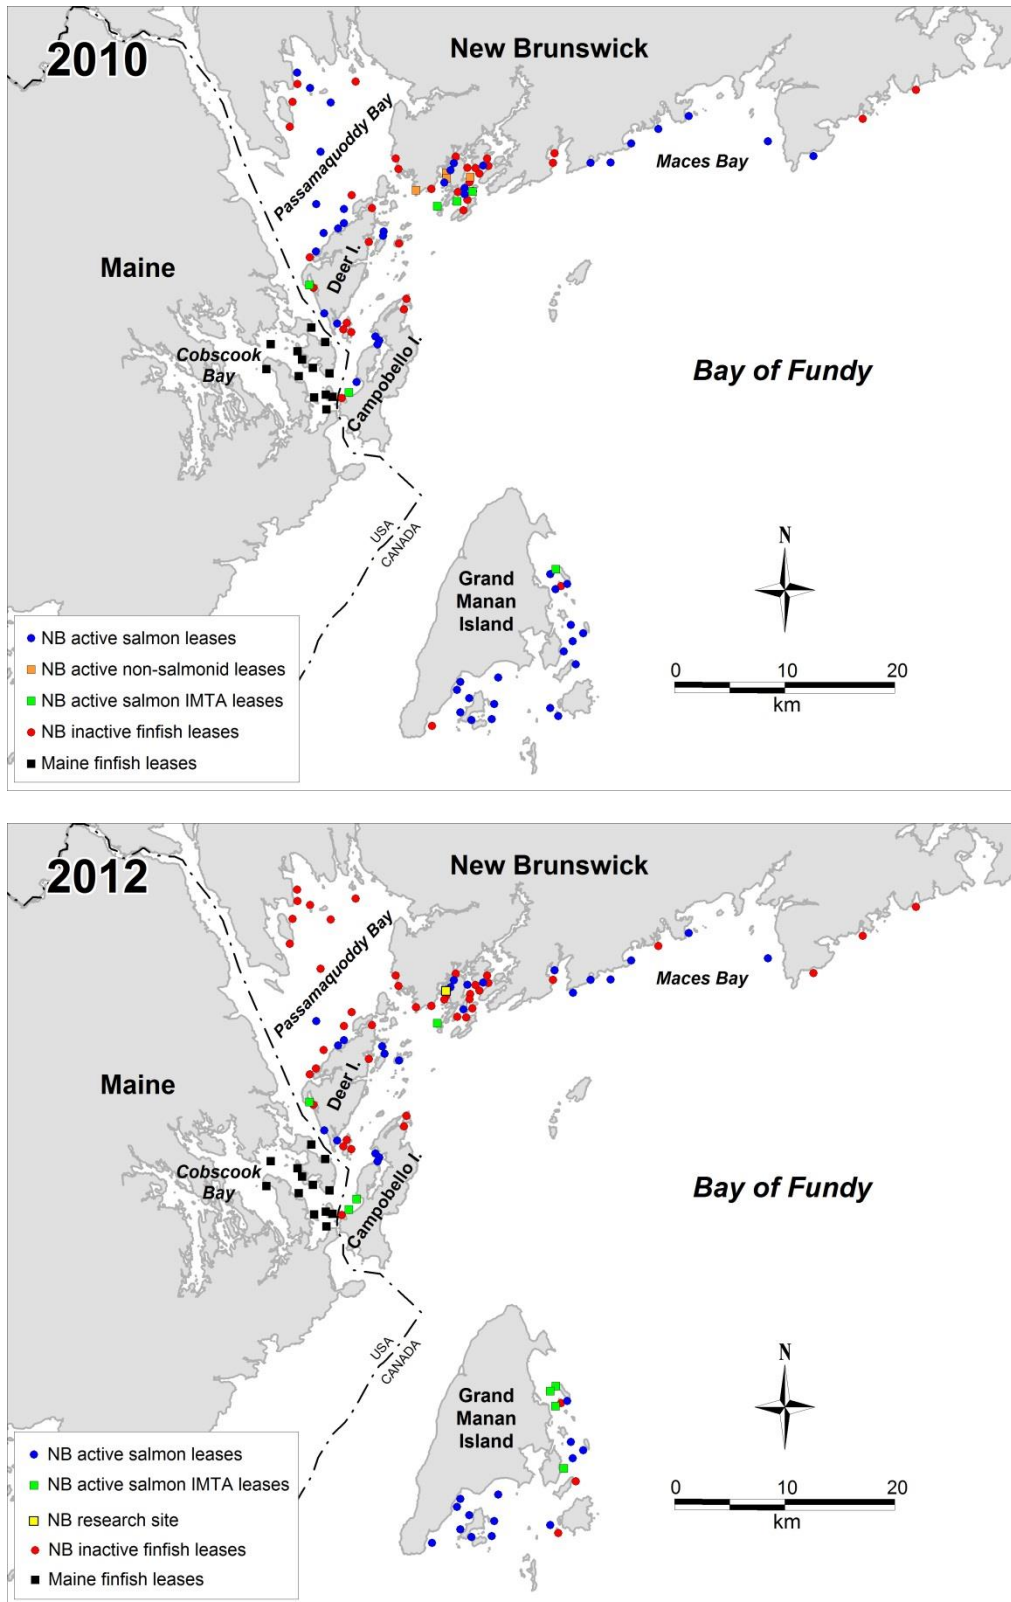 2010
New Brunswick
Passamaquoddy Bay
Maces Bay
Maine
Deer I.
Cobscook
Bay
Campobello I.
Bay of Fundy
USA
CANADA
Grand
Manan
Island
N
NB active salmon leases
NB active non-salmonid leases
NB active salmon IMTA leases
NB inactive finfish leases
Maine finfish leases
0 10 20
km
2012
New Brunswick
Passamaquoddy Bay
Maces Bay
Maine
Deer I.
Cobscook
Bay
Campobello I.
Bay of Fundy
USA
CANADA
Grand
Manan
Island
N
NB active salmon leases
NB active salmon IMTA leases
NB research site
NB inactive finfish leases
Maine finfish leases
0 10 20
km